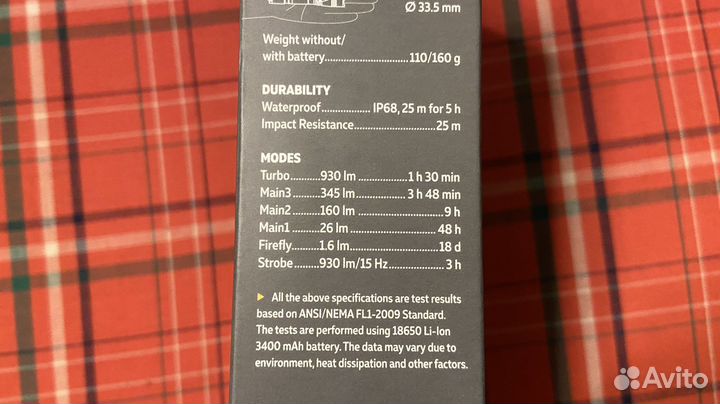 Ø 33.5 mm
Weight without/
with battery..............................110/160 g
DURABILITY
Waterproof.................IP68, 25 m for 5 h
Impact Resistance............................25 m
MODES
Turbo..........930 lm ..................1 h 30 min
Main3..........345 lm ..................3 h 48 min
Main2..........160 lm ..............................9 h
Main1..........26 lm ..............................48 h
Firefly..........1.6 lm ..............................18 d
Strobe........930 lm/15 Hz.....................3 h
All the above specifications are test results
based on ANSI/NEMA FL1-2009 Standard.
The tests are performed using 18650 Li-Ion
3400 mAh battery. The data may vary due to
environment, heat dissipation and other factors.
Avito